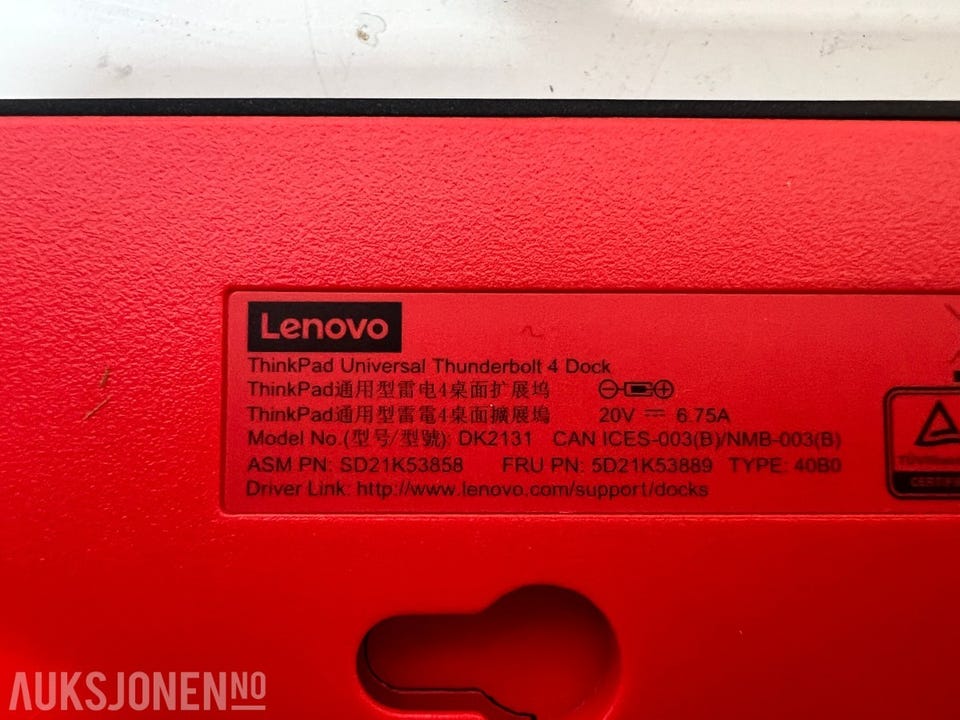 Lenovo
ThinkPad Universal Thunderbolt 4 Dock
ThinkPad通用型雷电4桌面扩展坞
ThinkPad通用型雷電4桌面擴展塢 20V ⎓ 6.75A
Model No.(型号/型號): DK2131 CAN ICES-003(B)/NMB-003(B)
ASM PN: SD21K53858 FRU PN: 5D21K53889 TYPE: 40B0
Driver Link: http://www.lenovo.com/support/docks
AUKSJONEN NO